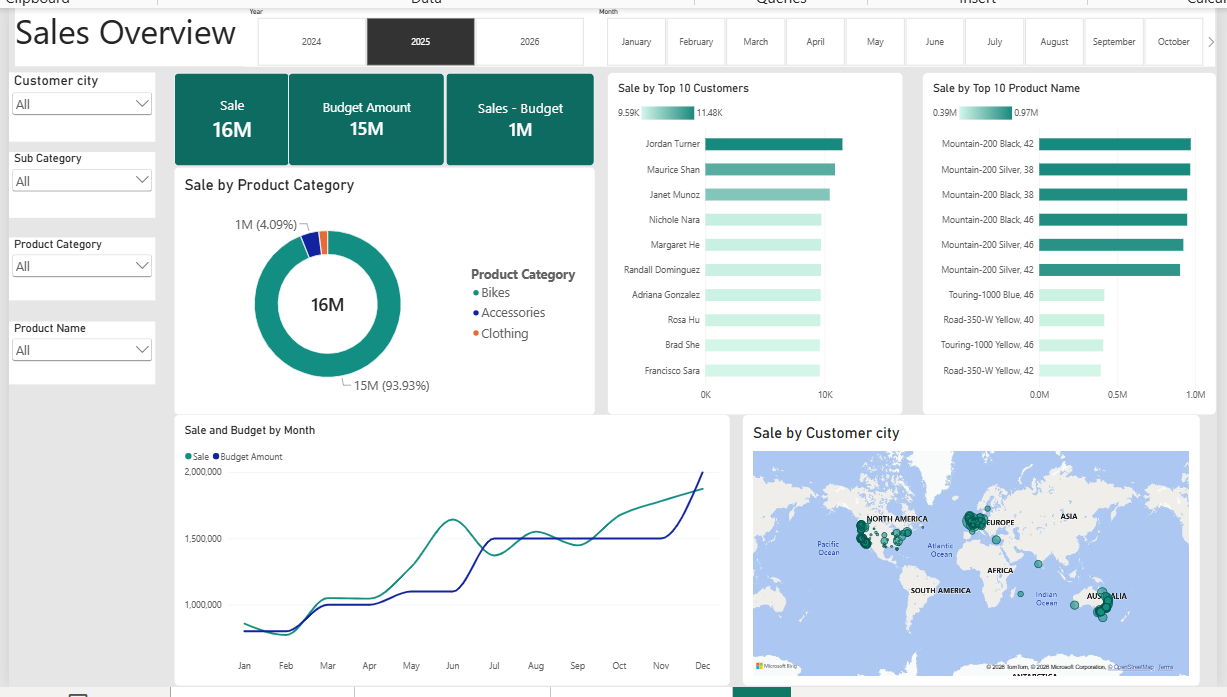 Clipboard
Data
Queries
Insert
Sales Overview
Year
2024
2025
2026
Month
January
February
March
April
May
June
July
August
September
October
Customer city
All
Sub Category
All
Product Category
All
Product Name
All
Sale
16M
Budget Amount
15M
Sales - Budget
1M
Sale by Product Category
1M (4.09%)
16M
15M (93.93%)
Product Category
Bikes
Accessories
Clothing
Sale by Top 10 Customers
9.59K
11.48K
Jordan Turner
Maurice Shan
Janet Munoz
Nichole Nara
Margaret He
Randall Dominguez
Adriana Gonzalez
Rosa Hu
Brad She
Francisco Sara
0K
10K
Sale by Top 10 Product Name
0.39M
0.97M
Mountain-200 Black, 42
Mountain-200 Silver, 38
Mountain-200 Black, 38
Mountain-200 Black, 46
Mountain-200 Silver, 46
Mountain-200 Silver, 42
Touring-1000 Blue, 46
Road-350-W Yellow, 40
Touring-1000 Yellow, 46
Road-350-W Yellow, 42
0.0M
0.5M
1.0M
Sale and Budget by Month
Sale
Budget Amount
2,000,000
1,500,000
1,000,000
Jan
Feb
Mar
Apr
May
Jun
Jul
Aug
Sep
Oct
Nov
Dec
Sale by Customer city
NORTH AMERICA
EUROPE
ASIA
Pacific
Ocean
Atlantic
Ocean
AFRICA
SOUTH AMERICA
Indian
Ocean
AUSTRALIA
Microsoft Bing
© 2026 TomTom, © 2026 Microsoft Corporation, © OpenStreetMap Terms
ANTARCTICA